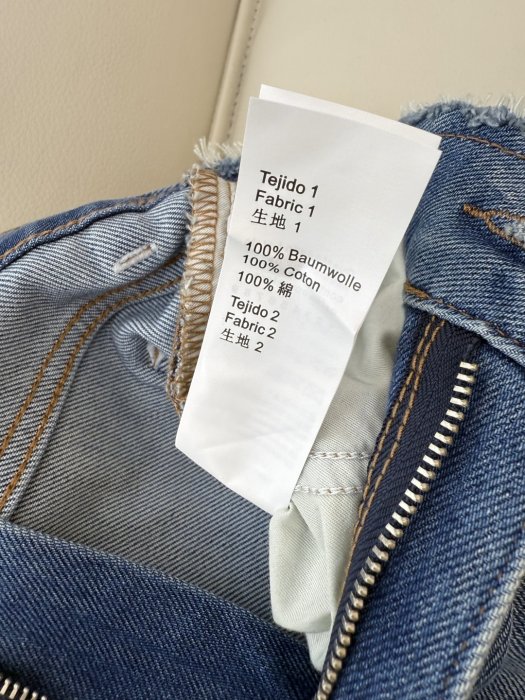 Tejido 1
Fabric 1
生地 1
100% Baumwolle
100% Coton
100% 綿
Tejido 2
Fabric 2
生地 2